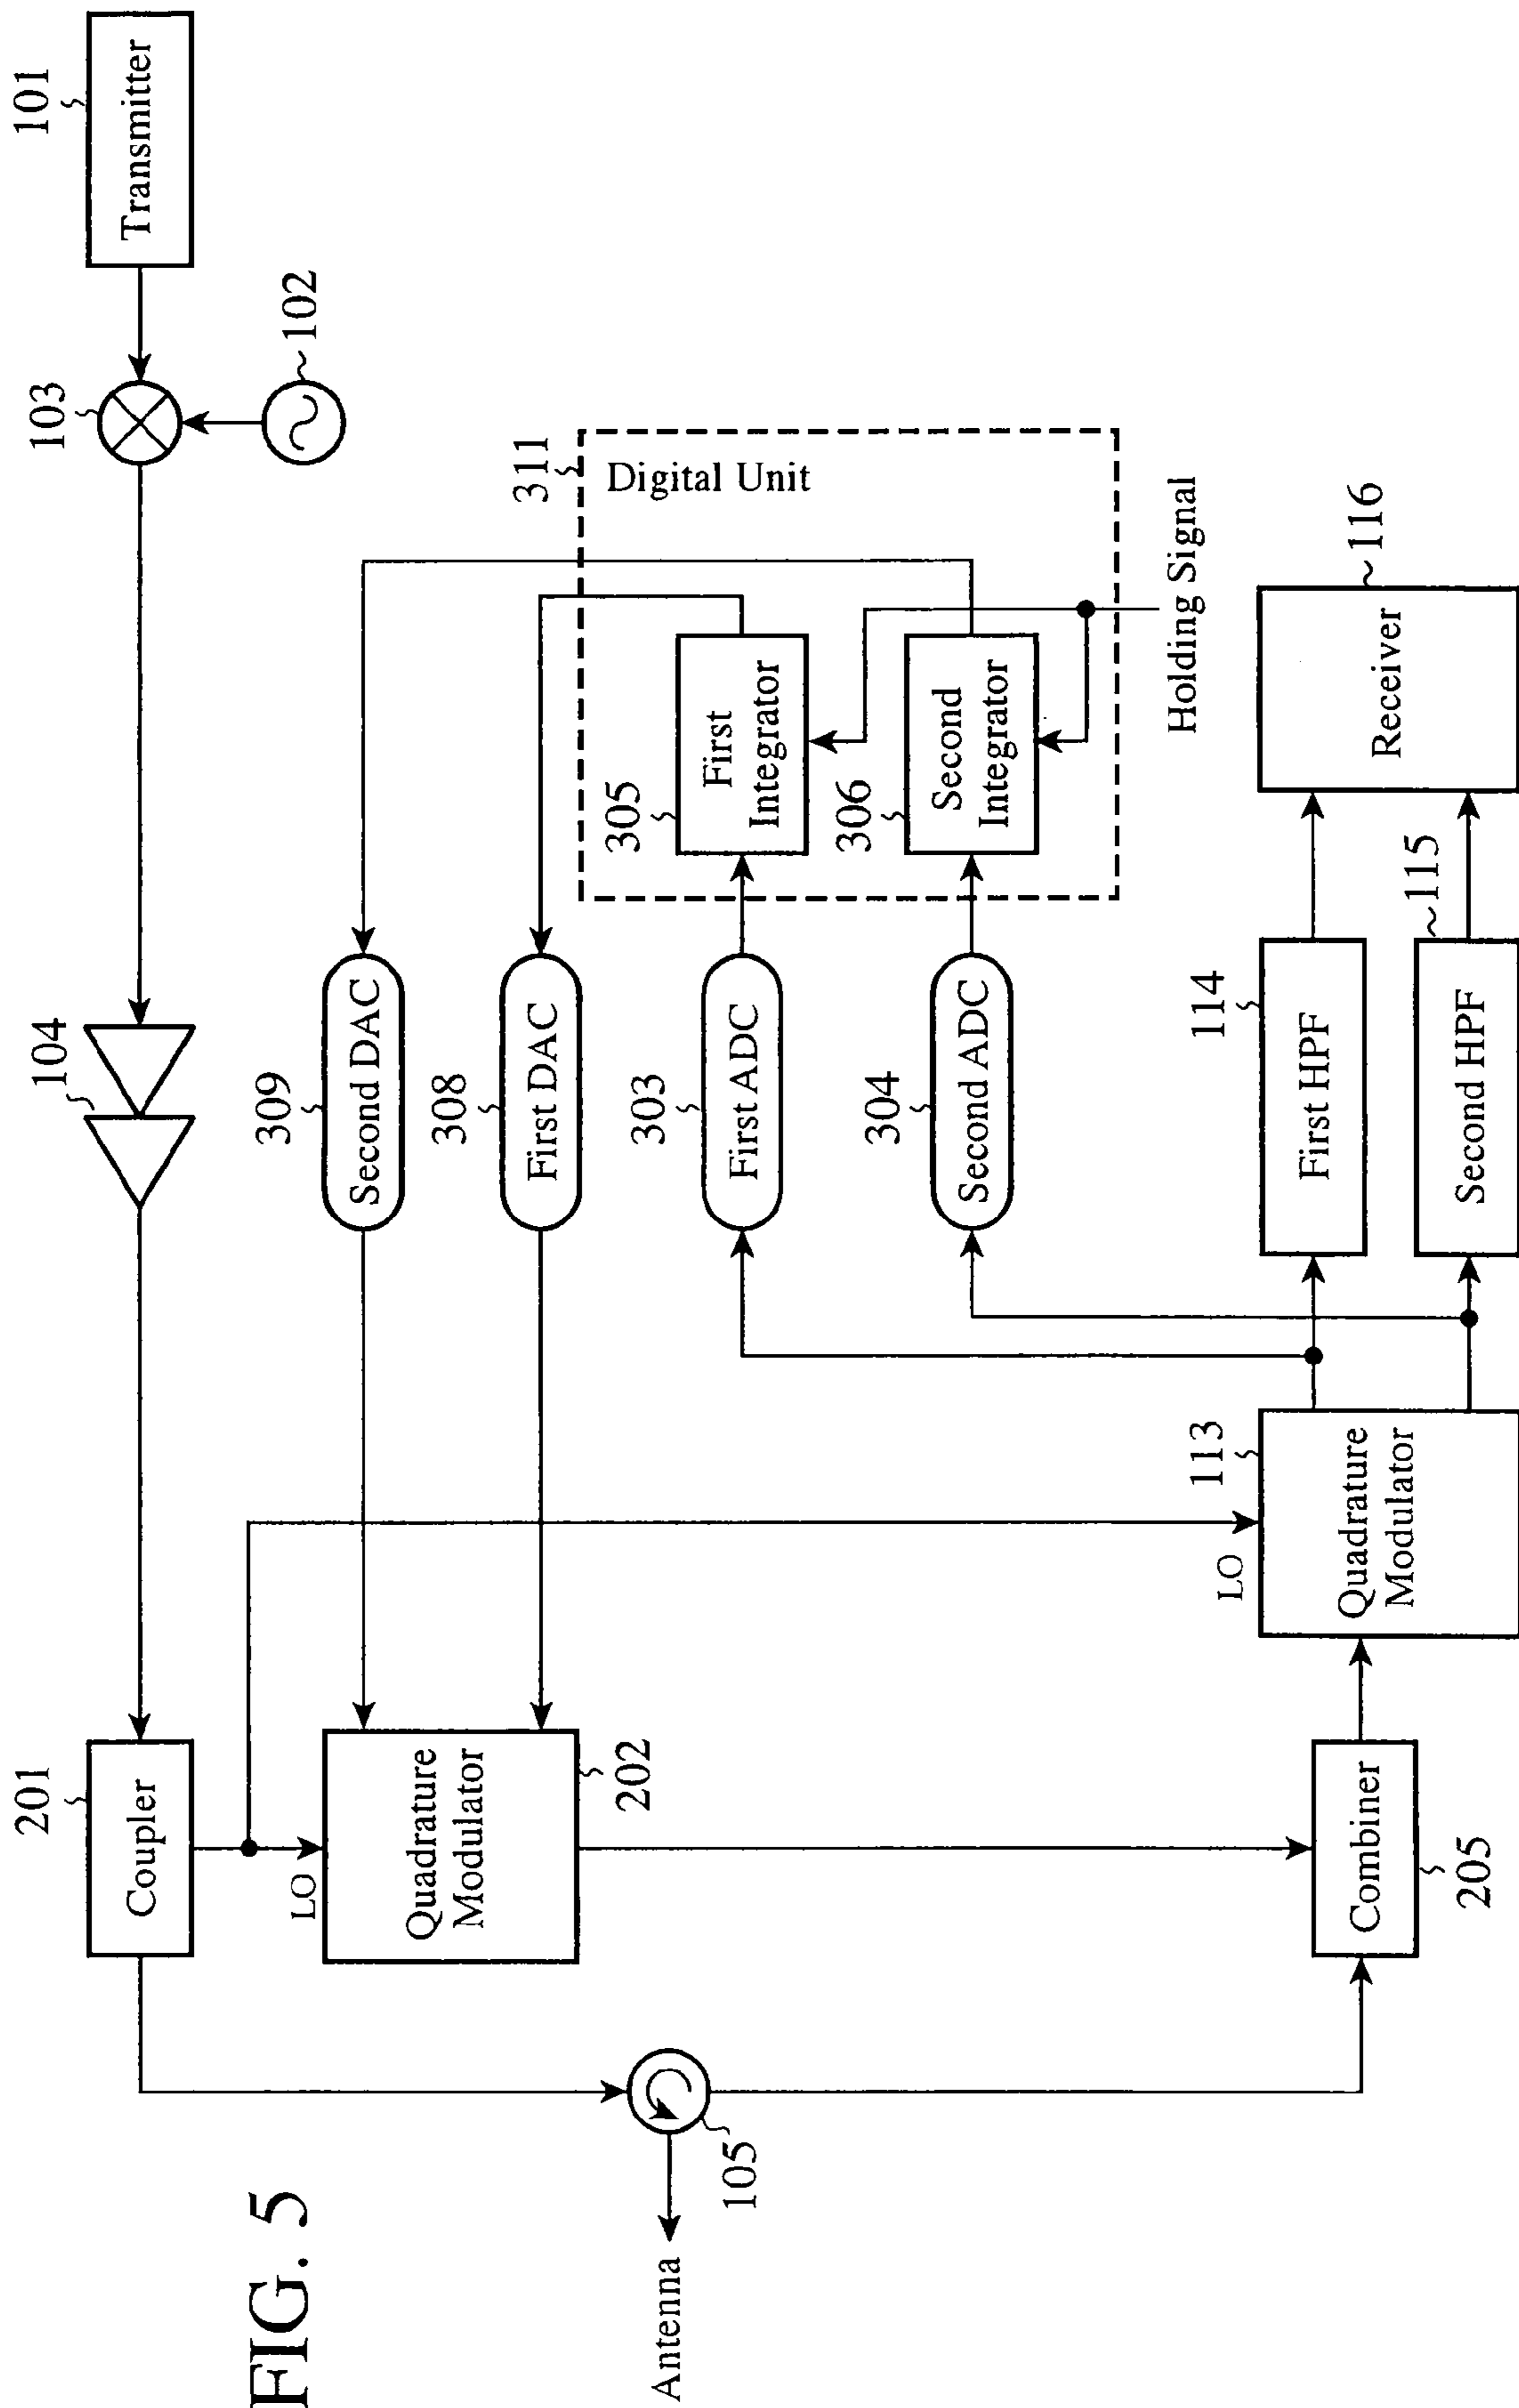 FIG. 5
101
Transmitter
103
102
104
201
Coupler
LO
Quadrature
Modulator
202
309
Second DAC
308
First DAC
311
Digital Unit
305
First
Integrator
306
Second
Integrator
Holding Signal
303
First ADC
304
Second ADC
Antenna
105
Combiner
205
LO
113
Quadrature
Modulator
114
First HPF
115
Second HPF
116
Receiver